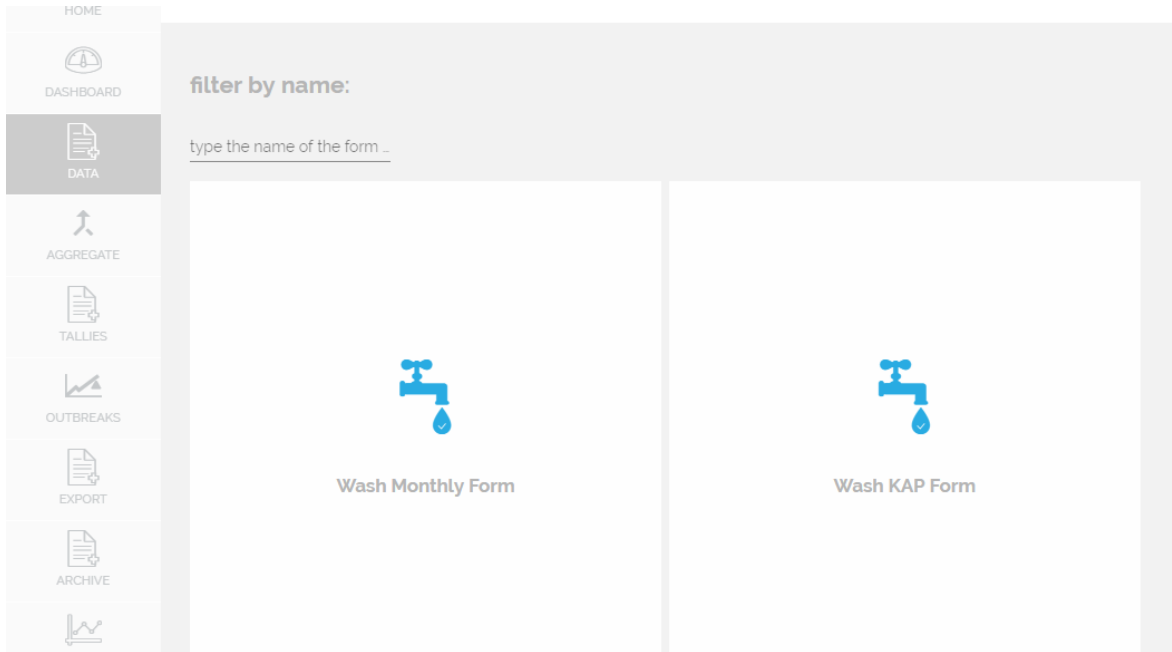 HOME
DASHBOARD
DATA
AGGREGATE
TALLIES
OUTBREAKS
EXPORT
ARCHIVE
filter by name:
type the name of the form ...
Wash Monthly Form
Wash KAP Form